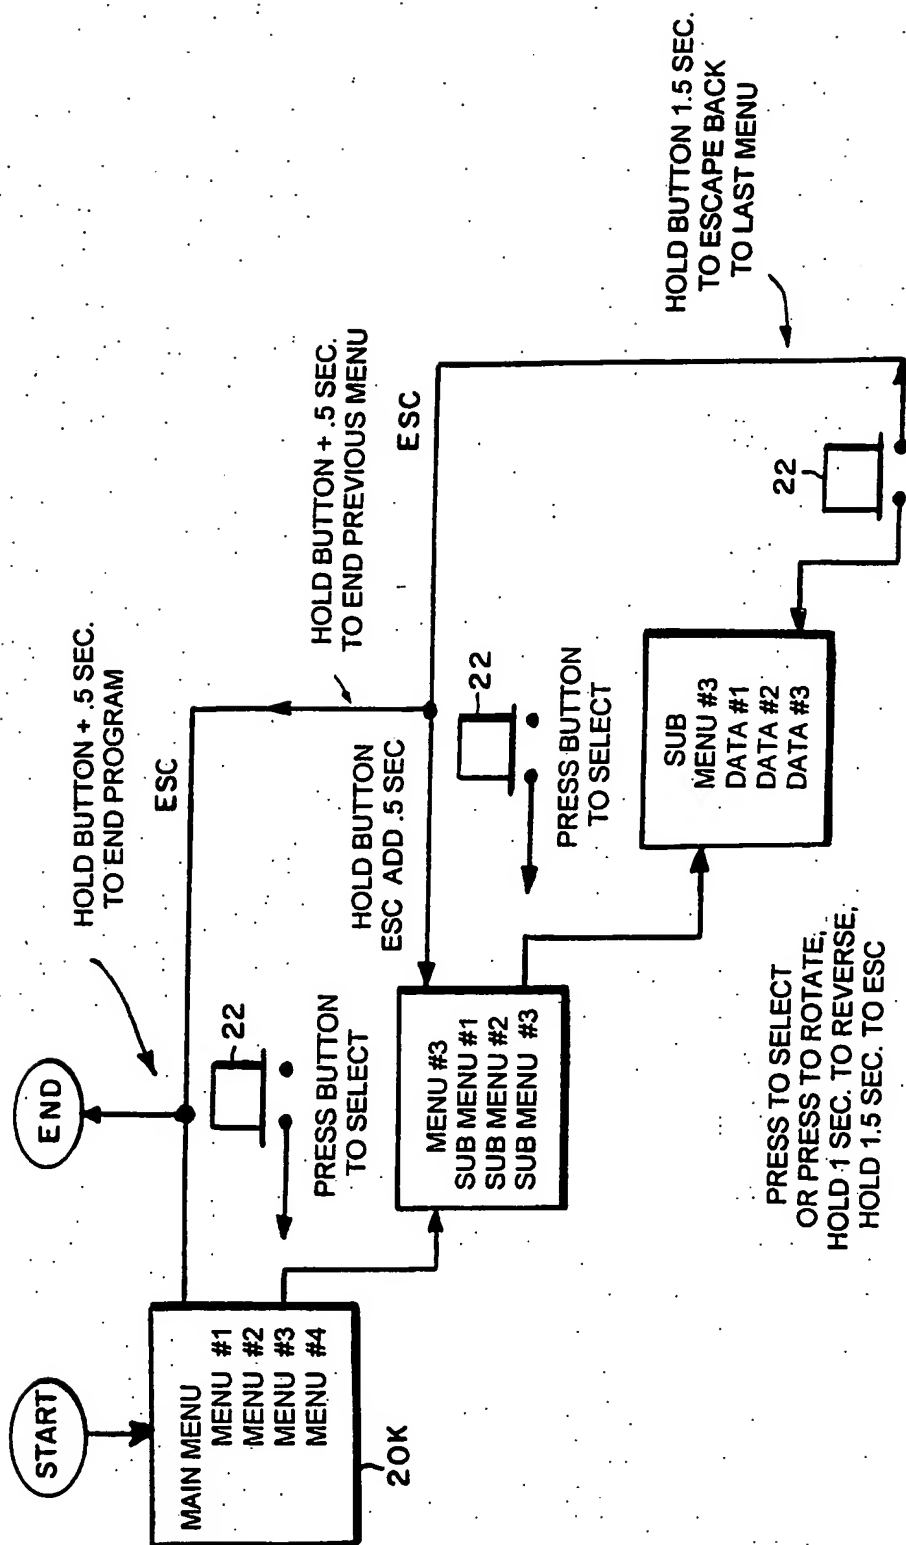 START
MAIN MENU
MENU #1
MENU #2
MENU #3
MENU #4
20K
END
HOLD BUTTON + .5 SEC.
TO END PROGRAM
ESC
22
PRESS BUTTON
TO SELECT
HOLD BUTTON + .5 SEC.
TO END PREVIOUS MENU
HOLD BUTTON
ESC ADD .5 SEC
MENU #3
SUB MENU #1
SUB MENU #2
SUB MENU #3
ESC
22
PRESS BUTTON
TO SELECT
HOLD BUTTON 1.5 SEC.
TO ESCAPE BACK
TO LAST MENU
SUB
MENU #3
DATA #1
DATA #2
DATA #3
22
PRESS TO SELECT
OR PRESS TO ROTATE,
HOLD 1 SEC. TO REVERSE,
HOLD 1.5 SEC. TO ESC